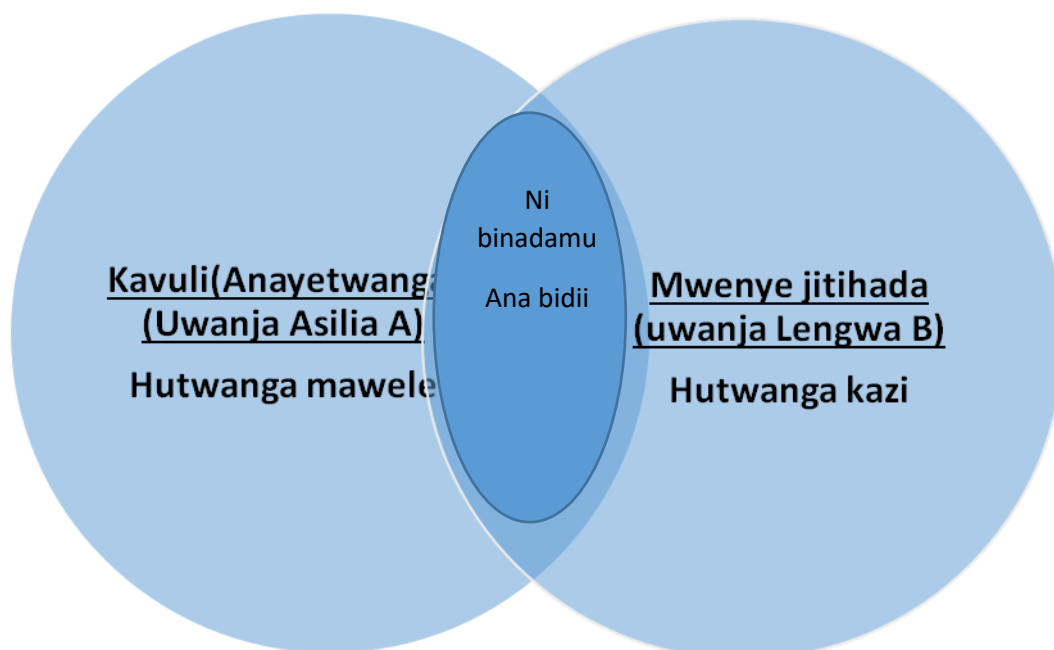 Kavuli(Anayetwanga
(Uwanja Asilia A)
Hutwanga mawele
Ni
binadamu
Ana bidii
Mwenye jitihada
(uwanja Lengwa B)
Hutwanga kazi